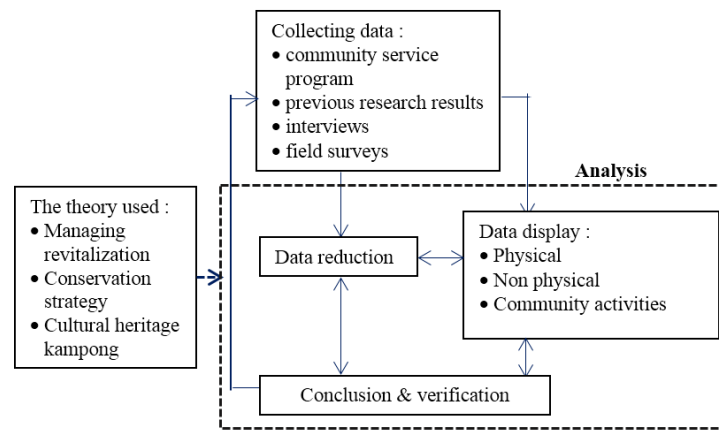 Collecting data :
• community service
program
• previous research results
• interviews
• field surveys
Analysis
The theory used :
• Managing
revitalization
• Conservation
strategy
• Cultural heritage
kampong
Data reduction
Data display :
• Physical
• Non physical
• Community activities
Conclusion & verification